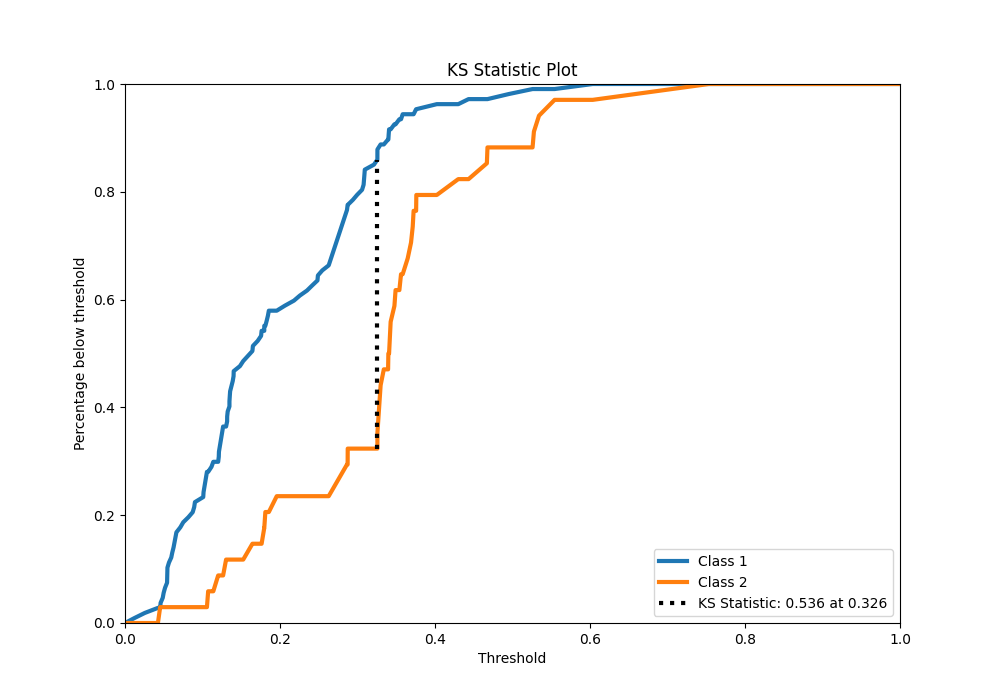 KS Statistic Plot
1.0
0.8
0.6
0.4
0.2
0.0
Percentage below threshold
0.0 0.2 0.4 0.6 0.8 1.0
Threshold
Class 1
Class 2
KS Statistic: 0.536 at 0.326